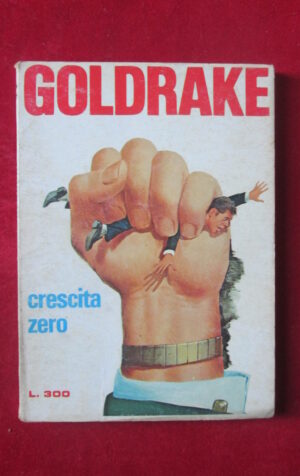 GOLDRAKE
crescita
zero
L. 300